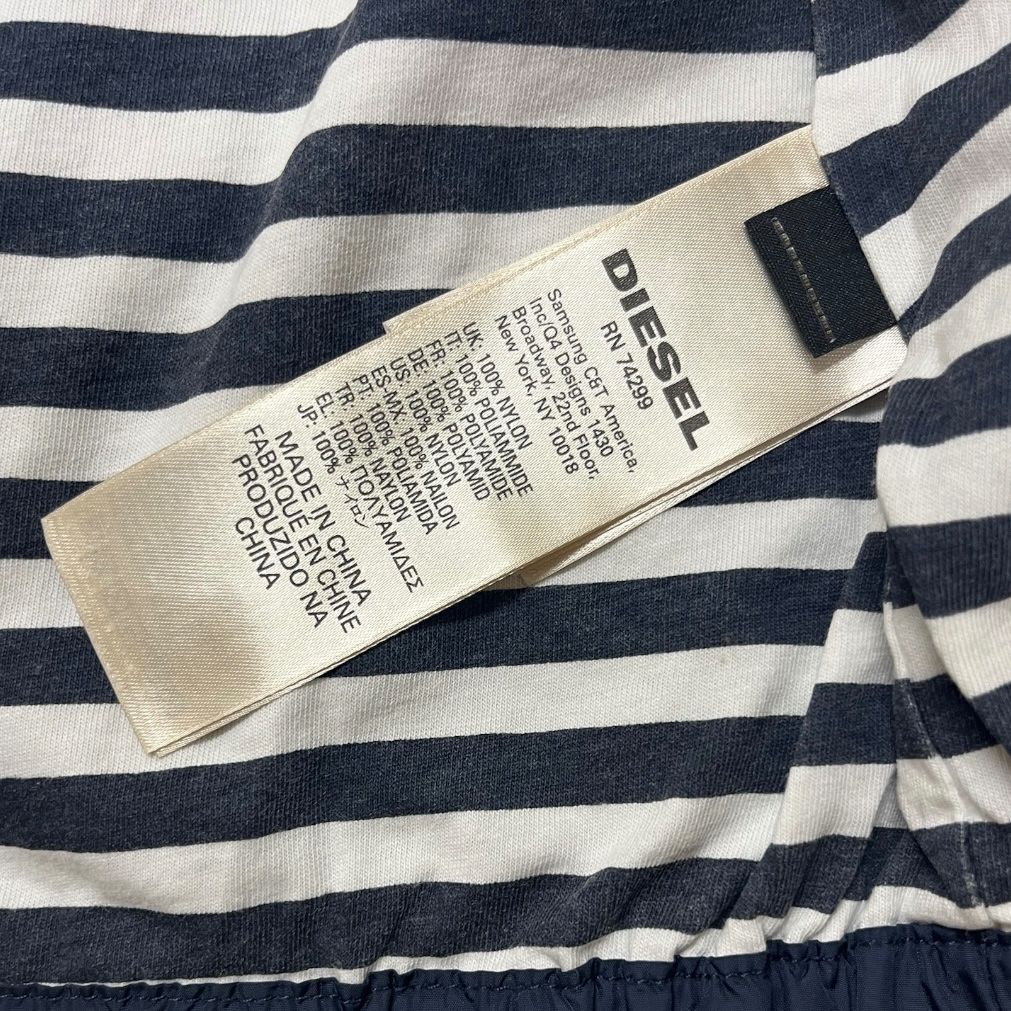 DIESEL
RN 74299
Samsung C&T America,
Inc/Q4 Designs 1430
Broadway, 22nd Floor,
New York, NY 10018
UK: 100% NYLON
IT: 100% POLIAMMIDE
FR: 100% POLYAMIDE
DE: 100% POLYAMID
US: 100% NYLON
ES-MX 100% NAILON
PT: 100% POLIAMIDA
TR: 100% NAYLON
EL: 100% ΠΟΛΥΑΜΙΔΕΣ
JP: 100% ナイロン
MADE IN CHINA
FABRIQUÉ EN CHINE
PRODUZIDO NA
CHINA